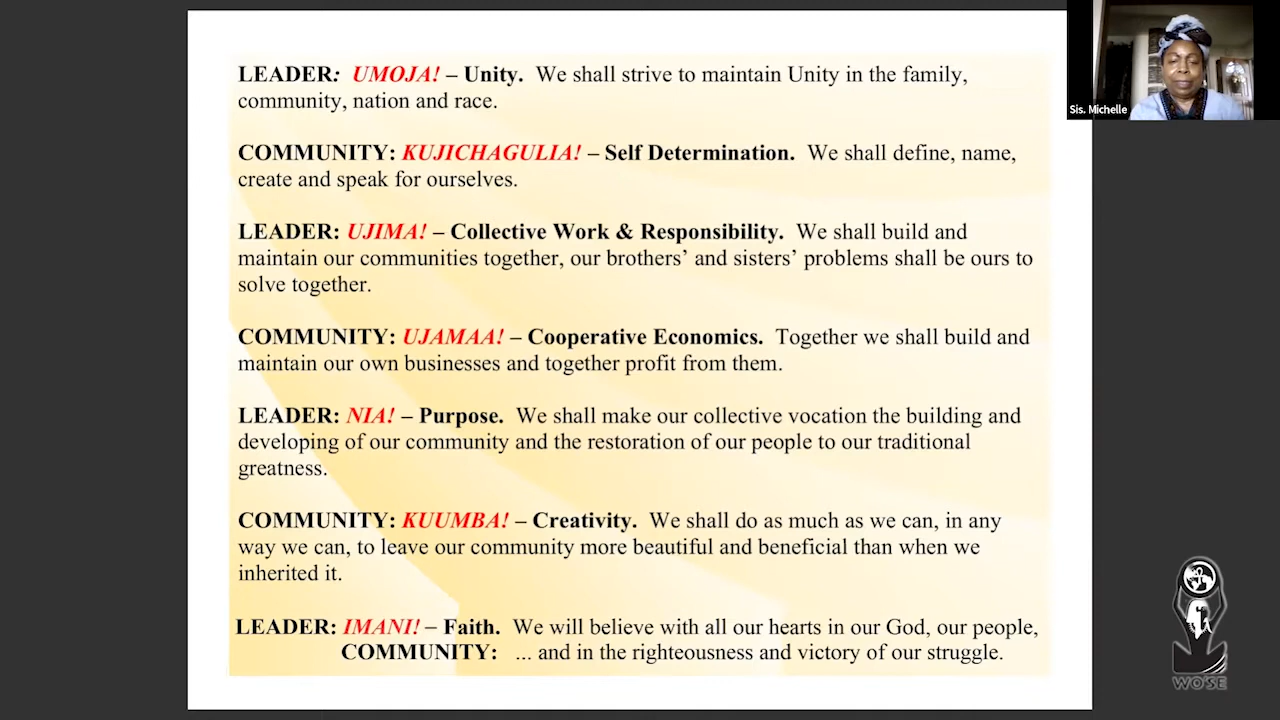 LEADER: UMOJA! – Unity. We shall strive to maintain Unity in the family,
community, nation and race.
COMMUNITY: KUJICHAGULIA! – Self Determination. We shall define, name,
create and speak for ourselves.
LEADER: UJIMA! – Collective Work & Responsibility. We shall build and
maintain our communities together, our brothers’ and sisters’ problems shall be ours to
solve together.
COMMUNITY: UJAMAA! – Cooperative Economics. Together we shall build and
maintain our own businesses and together profit from them.
LEADER: NIA! – Purpose. We shall make our collective vocation the building and
developing of our community and the restoration of our people to our traditional
greatness.
COMMUNITY: KUUMBA! – Creativity. We shall do as much as we can, in any
way we can, to leave our community more beautiful and beneficial than when we
inherited it.
LEADER: IMANI! – Faith. We will believe with all our hearts in our God, our people,
COMMUNITY: ... and in the righteousness and victory of our struggle.
Sis. Michelle
WO'SE